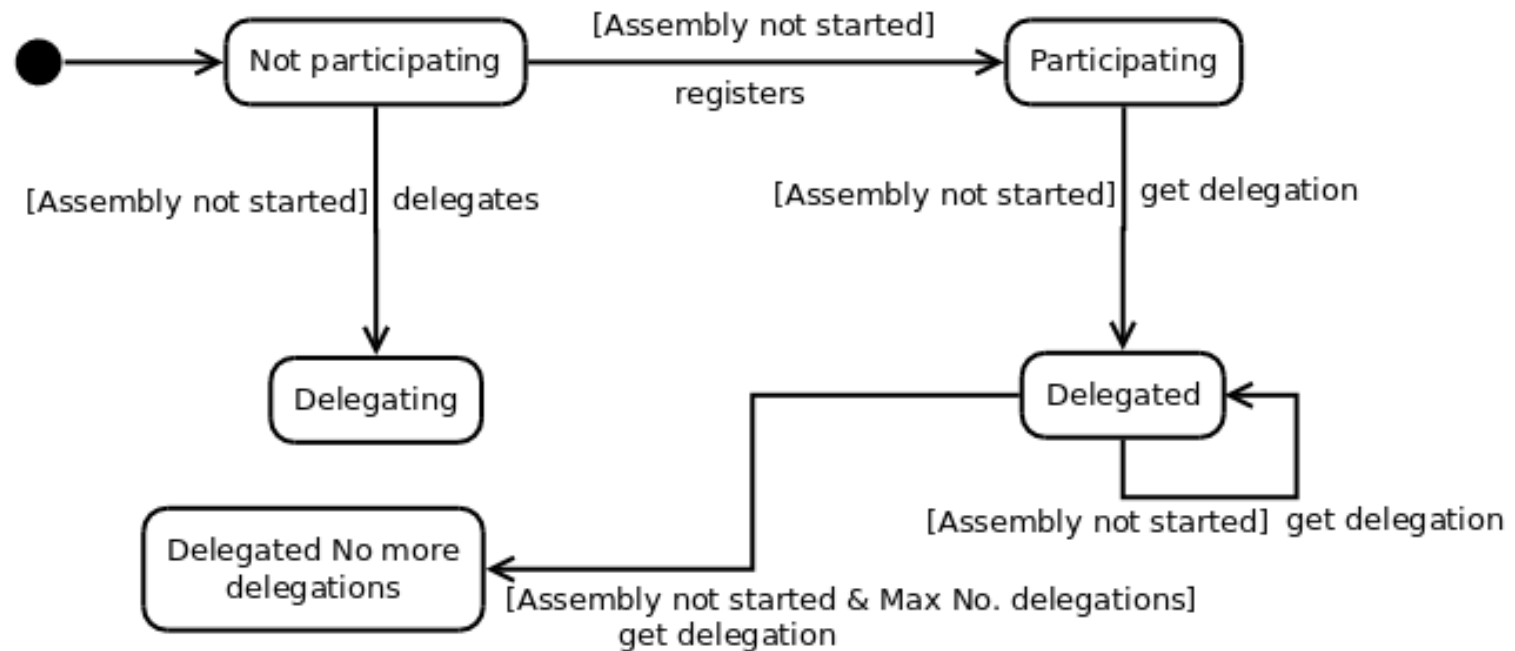 [Assembly not started]
Not participating
Participating
registers
[Assembly not started] delegates
[Assembly not started] get delegation
Delegating
Delegated
[Assembly not started] get delegation
Delegated No more
delegations
[Assembly not started & Max No. delegations]
get delegation